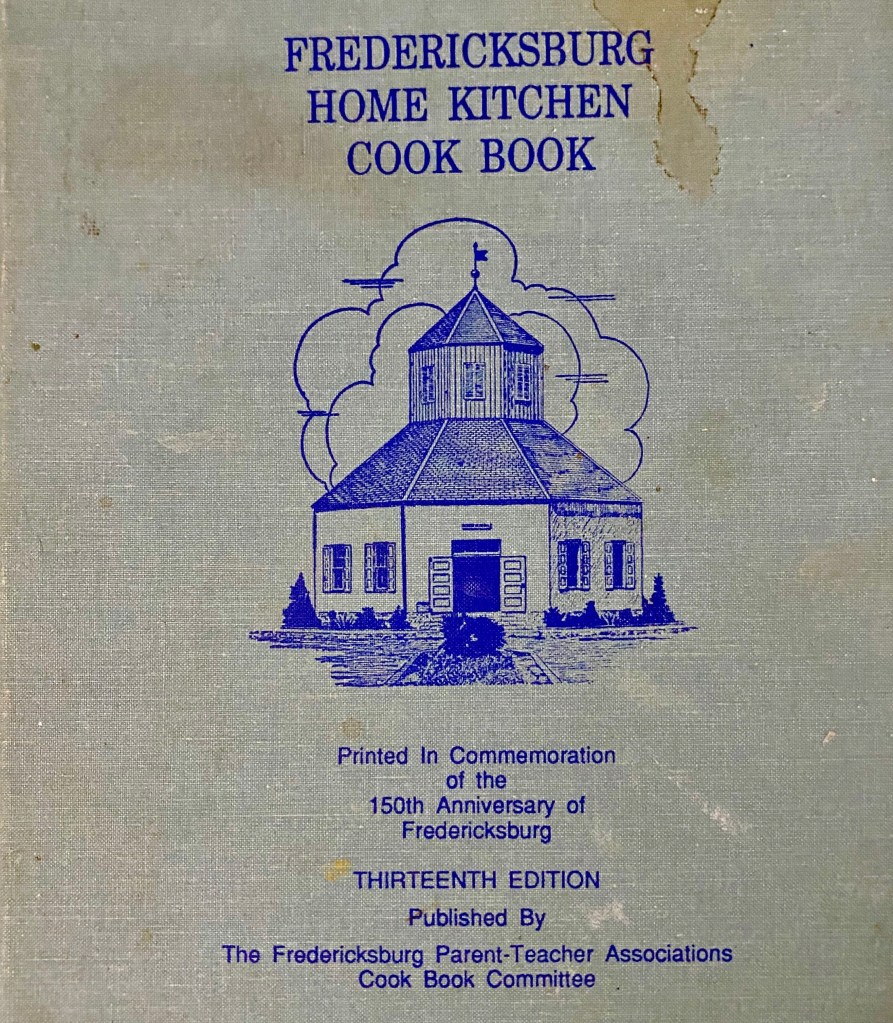 FREDERICKSBURG
HOME KITCHEN
COOK BOOK
Printed In Commemoration
of the
150th Anniversary of
Fredericksburg
THIRTEENTH EDITION
Published By
The Fredericksburg Parent-Teacher Associations
Cook Book Committee